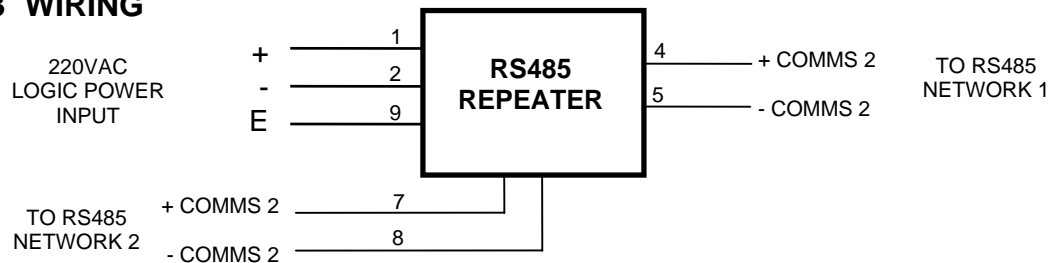 WIRING
220VAC
LOGIC POWER
INPUT
+
-
E
1
2
9
RS485
REPEATER
4
5
+ COMMS 2
- COMMS 2
TO RS485
NETWORK 1
TO RS485
NETWORK 2
+ COMMS 2
- COMMS 2
7
8